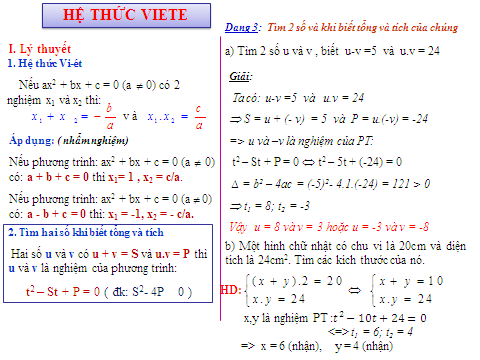 HỆ THỨC VIETE
I. Lý thuyết
1. Hệ thức Vi-ét
Nếu ax² + bx + c = 0 (a ≠ 0) có 2
nghiệm x₁ và x₂ thì:
x₁ + x₂ = − b/a và x₁.x₂ = c/a
Áp dụng: (nhẩm nghiệm)
Nếu phương trình: ax² + bx + c = 0 (a ≠ 0)
có: a + b + c = 0 thì x₁= 1 , x₂ = c/a.
Nếu phương trình: ax² + bx + c = 0 (a ≠ 0)
có: a - b + c = 0 thì x₁ = -1, x₂ = - c/a.
2. Tìm hai số khi biết tổng và tích
Hai số u và v có u + v = S và u.v = P thì
u và v là nghiệm của phương trình:
t² – St + P = 0 ( đk: S²- 4P 0 )
Dạng 3: Tìm 2 số và khi biết tổng và tích của chúng
a) Tìm 2 số u và v , biết u-v =5 và u.v = 24
Giải:
Ta có: u-v =5 và u.v = 24
⇒ S = u + (- v) = 5 và P = u.(-v) = -24
=> u và –v là nghiệm của PT:
t² – St + P = 0 ⇔ t² – 5t + (-24) = 0
Δ = b² – 4ac = (-5)²- 4.1.(-24) = 121 > 0
⇒ t₁ = 8; t₂ = -3
Vậy u = 8 và v = 3 hoặc u = -3 và v = -8
b) Một hình chữ nhật có chu vi là 20cm và diện
tích là 24cm². Tìm các kích thước của nó.
HD: { (x + y).2 = 20 ⇔ { x + y = 10
x.y = 24 x.y = 24
x,y là nghiệm PT :t² − 10t + 24 = 0
<=> t₁ = 6; t₂ = 4
=> x = 6 (nhận), y = 4 (nhận)